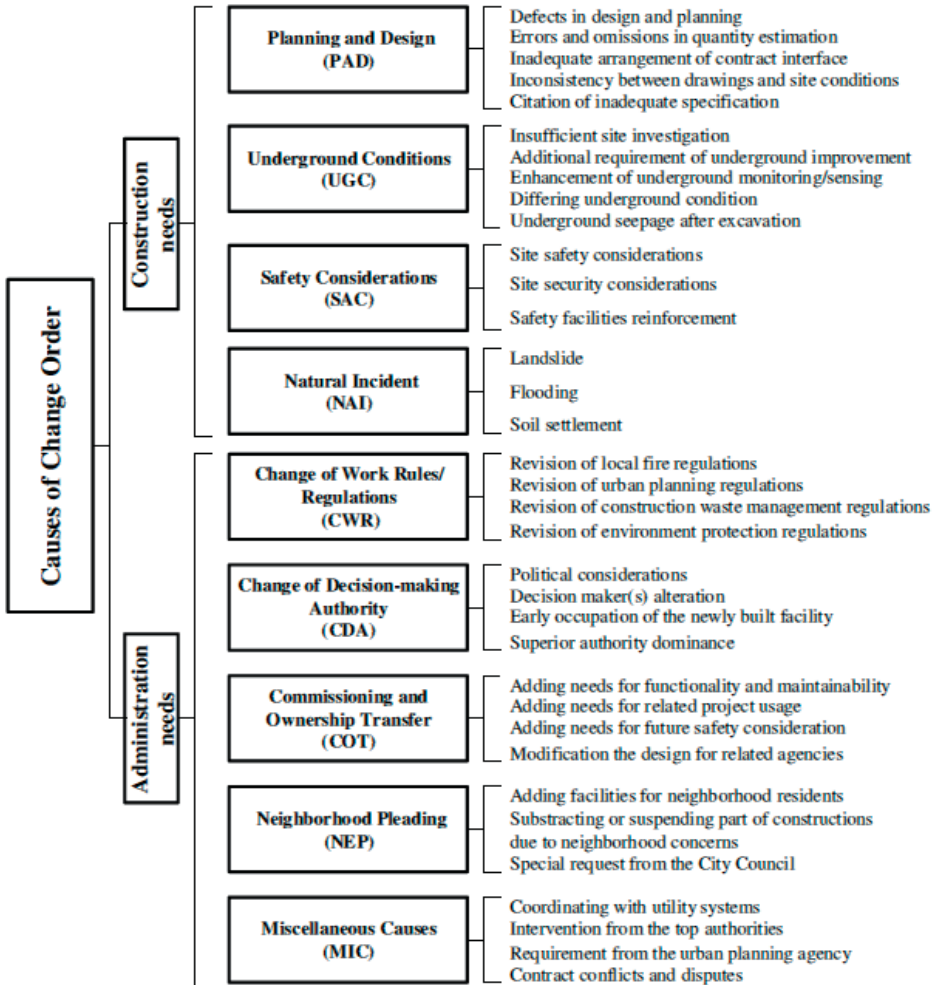 Causes of Change Order
Construction
needs
Planning and Design
(PAD)
Defects in design and planning
Errors and omissions in quantity estimation
Inadequate arrangement of contract interface
Inconsistency between drawings and site conditions
Citation of inadequate specification
Underground Conditions
(UGC)
Insufficient site investigation
Additional requirement of underground improvement
Enhancement of underground monitoring/sensing
Differing underground condition
Underground seepage after excavation
Safety Considerations
(SAC)
Site safety considerations
Site security considerations
Safety facilities reinforcement
Natural Incident
(NAI)
Landslide
Flooding
Soil settlement
Administration
needs
Change of Work Rules/
Regulations
(CWR)
Revision of local fire regulations
Revision of urban planning regulations
Revision of construction waste management regulations
Revision of environment protection regulations
Change of Decision-making
Authority
(CDA)
Political considerations
Decision maker(s) alteration
Early occupation of the newly built facility
Superior authority dominance
Commissioning and
Ownership Transfer
(COT)
Adding needs for functionality and maintainability
Adding needs for related project usage
Adding needs for future safety consideration
Modification the design for related agencies
Neighborhood Pleading
(NEP)
Adding facilities for neighborhood residents
Substracting or suspending part of constructions
due to neighborhood concerns
Special request from the City Council
Miscellaneous Causes
(MIC)
Coordinating with utility systems
Intervention from the top authorities
Requirement from the urban planning agency
Contract conflicts and disputes